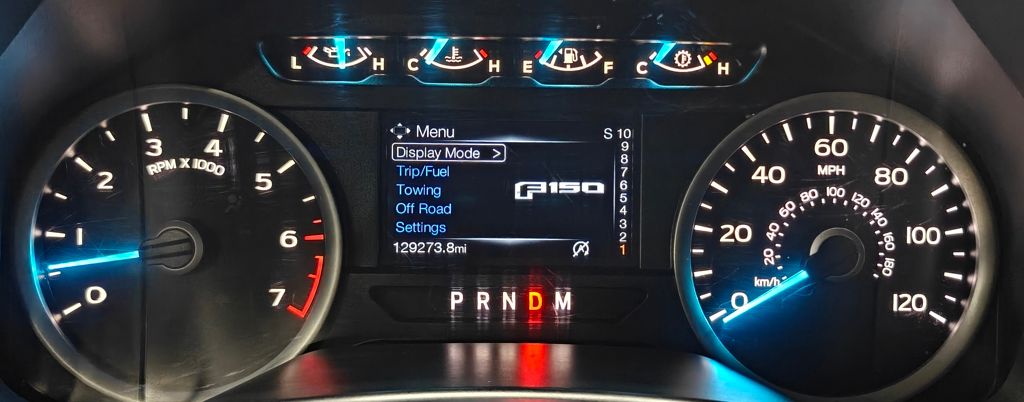 L H C H E F C H
Menu S 10
Display Mode > 9
8
Trip/Fuel 7
Towing F150 6
5
Off Road 4
Settings 3
2
129273.8mi 1
P R N D M
0 1 2 3 4 5 6 7
RPM X 1000
0 20 40 60 80 100 120
MPH
20 40 60 80 100 120 140 160 180
km/h